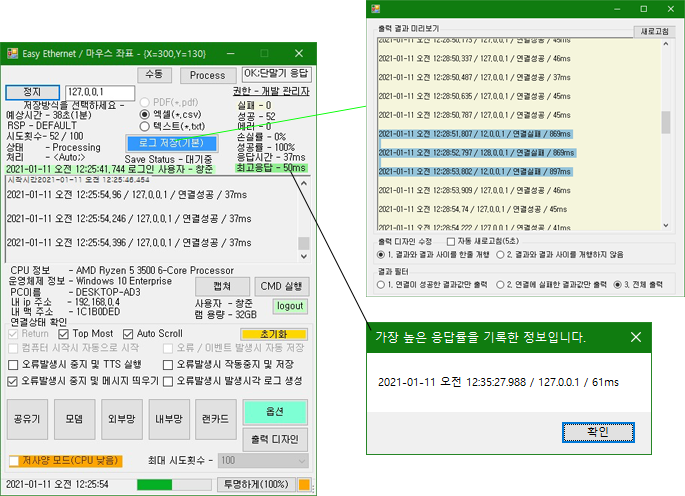 Easy Ethernet / 마우스 좌표 - {X=300,Y=130}
수동
Process
OK:단말기 응답
정지
127.0.0.1
권한 - 개발 관리자
저장방식을 선택하세요 -
예상시간 - 38초(1분)
RSP - DEFAULT
시도횟수 - 52 / 100
상태 - Processing
처리 - <Auto;>
PDF(*.pdf)
엑셀(*.csv)
텍스트(*.txt)
로그 저장(기본)
Save Status - 대기중
실패 - 0
성공 - 52
에러 - 0
손실률 - 0%
성공률 - 100%
응답시간 - 37ms
최고응답 - 50ms
2021-01-11 오전 12:25:41,744 로그인 사용자 - 창준
시작시간2021-01-11 오전 12:25:46,454
2021-01-11 오전 12:25:54,96 / 127,0,0,1 / 연결성공 / 37ms
2021-01-11 오전 12:25:54,246 / 127,0,0,1 / 연결성공 / 37ms
2021-01-11 오전 12:25:54,396 / 127,0,0,1 / 연결성공 / 37ms
CPU 정보 - AMD Ryzen 5 3500 6-Core Processor
운영체제 정보 - Windows 10 Enterprise
PC이름 - DESKTOP-AD3
내 ip 주소 - 192,168,0,4
내 맥 주소 - 1C1B0DED
캡쳐
CMD 실행
사용자 - 창준
램 용량 - 32GB
logout
연결상태 확인
Return
Top Most
Auto Scroll
초기화
컴퓨터 시작시 자동으로 시작
오류 / 이벤트 발생시 자동 저장
오류발생시 중지 및 TTS 실행
오류발생시 작동중지 및 저장
오류발생시 중지 및 메시지 띄우기
오류발생시 발생시각 로그 생성
공유기
모뎀
외부망
내부망
랜카드
옵션
출력 디자인
저사양 모드(CPU 낮음)
최대 시도횟수 -
100
2021-01-11 오전 12:25:54
투명하게(100%)
출력 결과 미리보기
새로고침
2021-01-11 오전 12:28:50,175 / 127,0,0,1 / 연결성공 / 45ms
2021-01-11 오전 12:28:50,337 / 127,0,0,1 / 연결성공 / 46ms
2021-01-11 오전 12:28:50,487 / 127,0,0,1 / 연결성공 / 37ms
2021-01-11 오전 12:28:50,635 / 127,0,0,1 / 연결성공 / 45ms
2021-01-11 오전 12:28:50,787 / 127,0,0,1 / 연결성공 / 45ms
2021-01-11 오전 12:28:51,807 / 12,0,0,1 / 연결실패 / 869ms
2021-01-11 오전 12:28:52,797 / 128,0,0,1 / 연결실패 / 869ms
2021-01-11 오전 12:28:53,802 / 12,0,0,1 / 연결실패 / 897ms
2021-01-11 오전 12:28:53,909 / 127,0,0,1 / 연결성공 / 46ms
2021-01-11 오전 12:28:54,74 / 127,0,0,1 / 연결성공 / 45ms
2021-01-11 오전 12:28:54,222 / 127,0,0,1 / 연결성공 / 41ms
출력 디자인 수정
자동 새로고침(5초)
1. 결과와 결과 사이를 한줄 개행
2. 결과와 결과 사이를 개행하지 않음
결과 필터
1. 연결이 성공한 결과값만 출력
2. 연결에 실패한 결과값만 출력
3. 전체 출력
가장 높은 응답률을 기록한 정보입니다.
2021-01-11 오전 12:35:27.988 / 127.0.0.1 / 61ms
확인